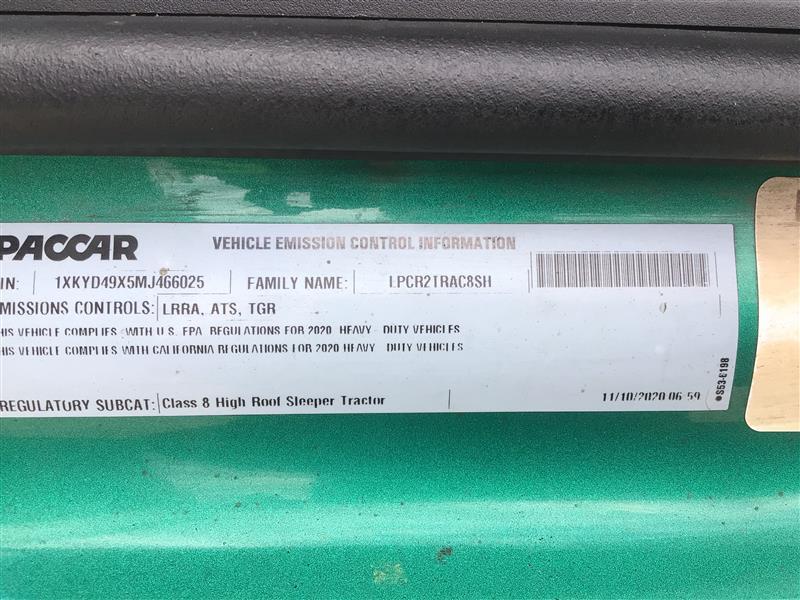 PACCAR VEHICLE EMISSION CONTROL INFORMATION
IN: 1XKYD49X5MJ466025 FAMILY NAME: LPCR2TRAC8SH
MISSIONS CONTROLS: LRRA, ATS, TGR
HIS VEHICLE COMPLIES WITH U.S. EPA REGULATIONS FOR 2020 HEAVY - DUTY VEHICLES
HIS VEHICLE COMPLIES WITH CALIFORNIA REGULATIONS FOR 2020 HEAVY - DUTY VEHICLES
REGULATORY SUBCAT: Class 8 High Roof Sleeper Tractor 11/10/2020 06:59
S53-6198